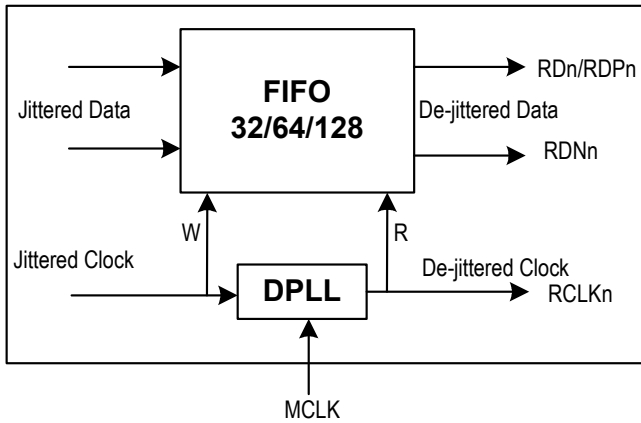 RDn/RDPn
FIFO
32/64/128
Jittered Data
De-jittered Data
RDNn
W
R
Jittered Clock
De-jittered Clock
DPLL
RCLKn
MCLK